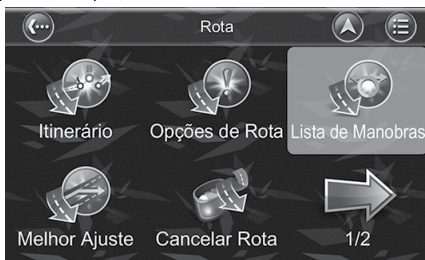 Rota
Itinerário Opções de Rota Lista de Manobras
Melhor Ajuste Cancelar Rota 1/2